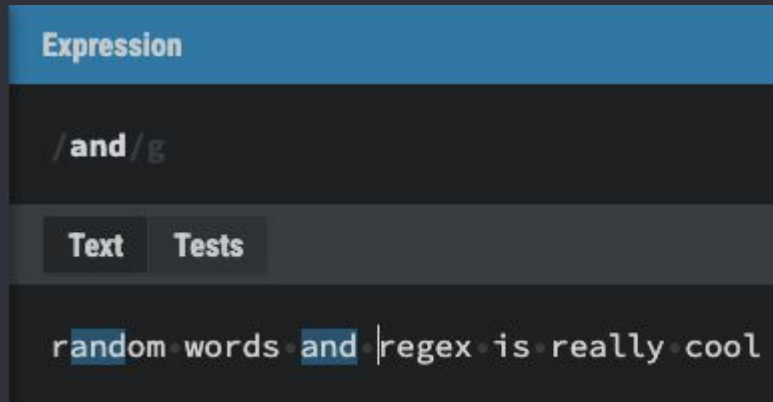 Expression
/and/g
Text Tests
random words and regex is really cool